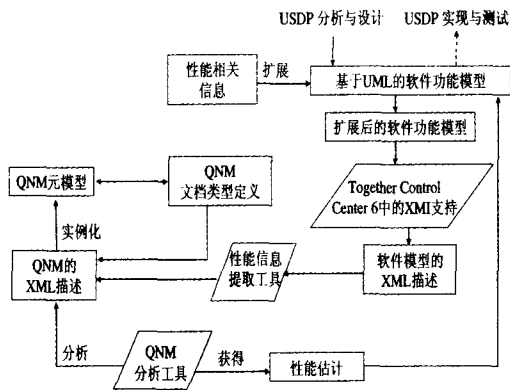 USDP 分析与设计
USDP 实现与测试
性能相关
信息
扩展
基于UML的软件功能模型
扩展后的软件功能模型
QNM元模型
QNM
文档类型定义
Together Control
Center 6中的XMI支持
实例化
QNM的
XML描述
性能信息
提取工具
软件模型的
XML描述
分析
QNM
分析工具
获得
性能估计